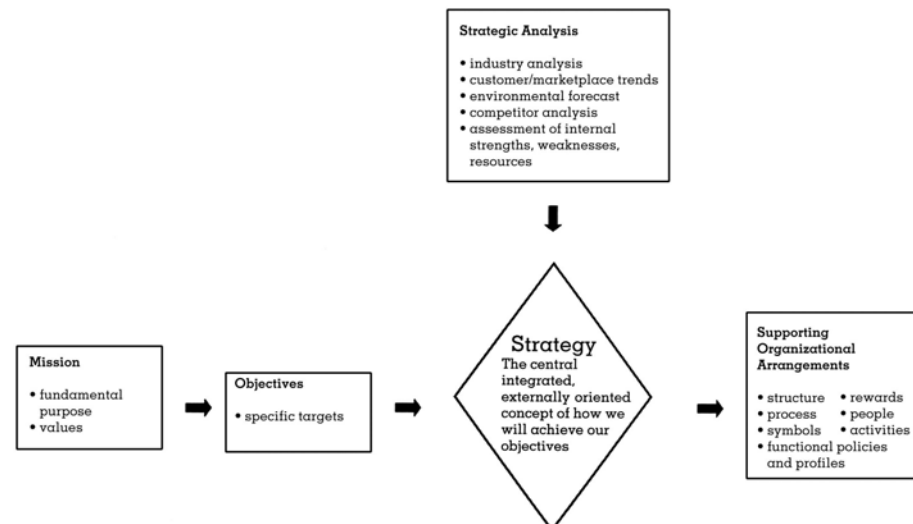 Strategic Analysis
• industry analysis
• customer/marketplace trends
• environmental forecast
• competitor analysis
• assessment of internal
strengths, weaknesses,
resources
Mission
• fundamental
purpose
• values
Objectives
• specific targets
Strategy
The central
integrated,
externally oriented
concept of how we
will achieve our
objectives
Supporting
Organizational
Arrangements
• structure • rewards
• process • people
• symbols • activities
• functional policies
and profiles